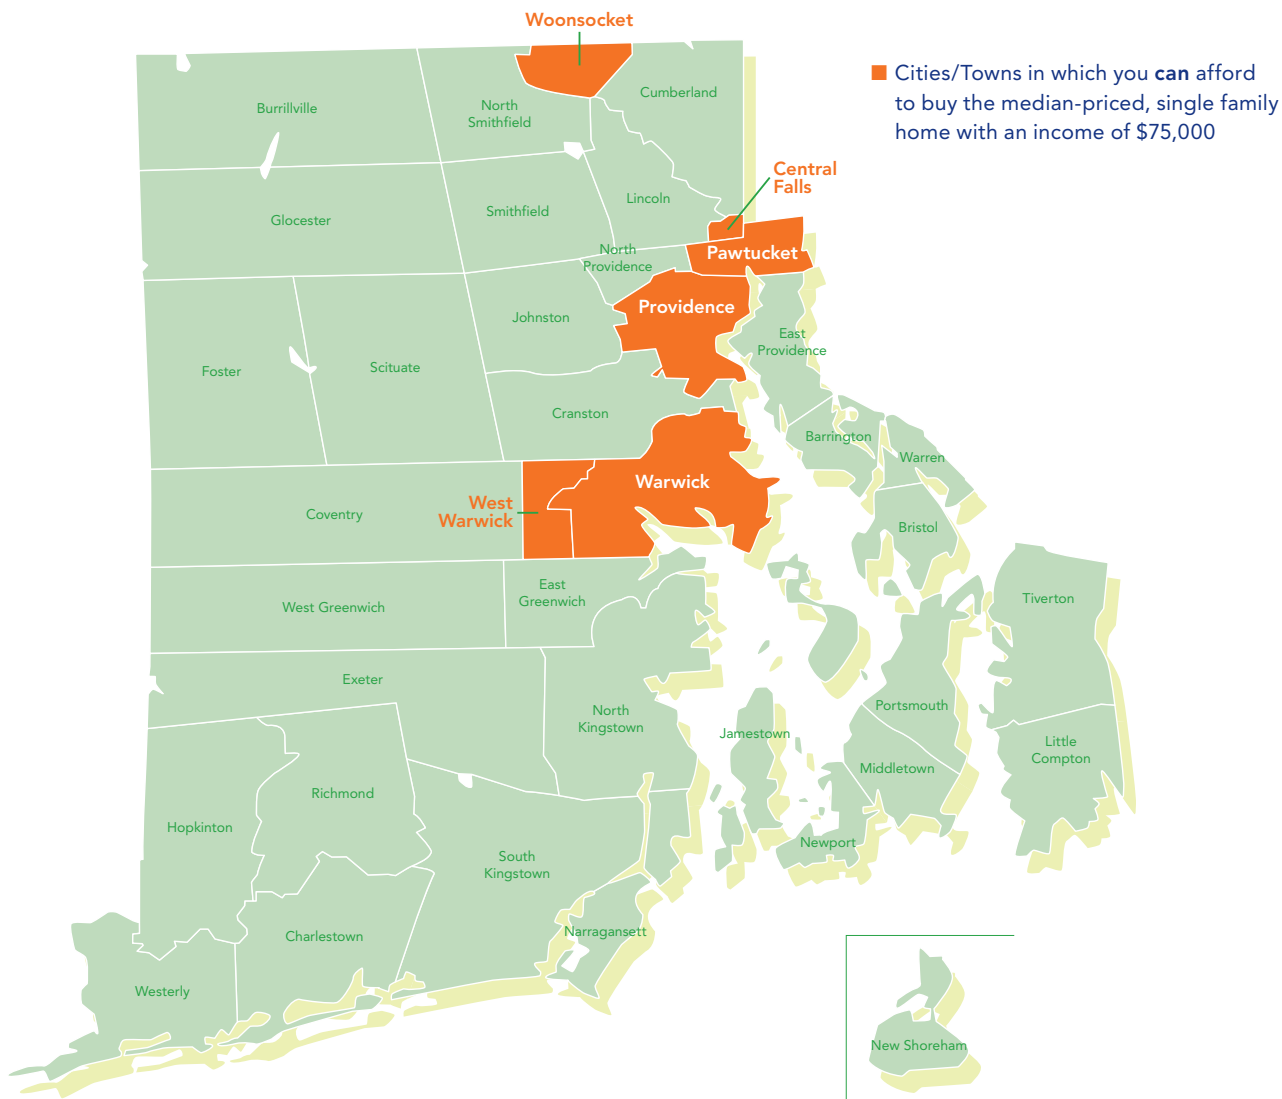 Woonsocket
Cities/Towns in which you can afford
to buy the median-priced, single family
home with an income of $75,000
Burrillville
North
Smithfield
Cumberland
Central
Falls
Glocester
Smithfield
Lincoln
North
Providence
Pawtucket
Providence
Johnston
East
Providence
Foster
Scituate
Cranston
Barrington
Warren
West
Warwick
Warwick
Coventry
Bristol
West Greenwich
East
Greenwich
Tiverton
Exeter
North
Kingstown
Jamestown
Portsmouth
Middletown
Little
Compton
Richmond
Hopkinton
South
Kingstown
Newport
Charlestown
Narragansett
Westerly
New Shoreham